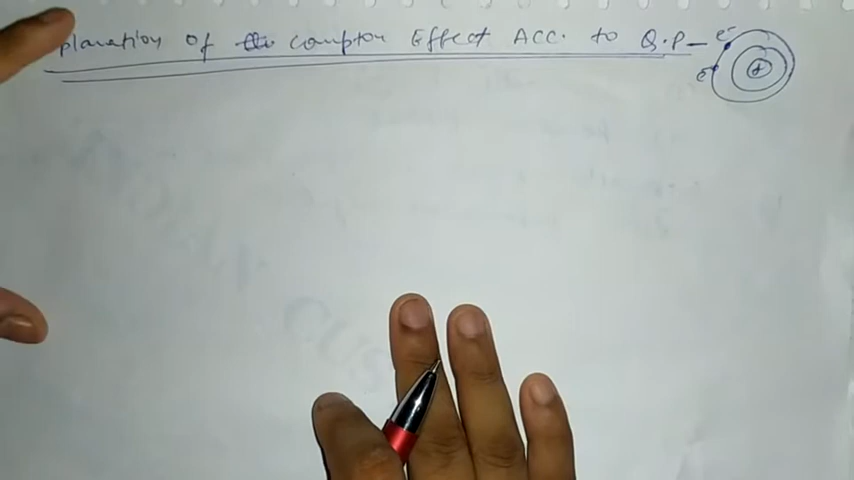 planation of the Compton Effect Acc. to Q.P-
e-
e-
+